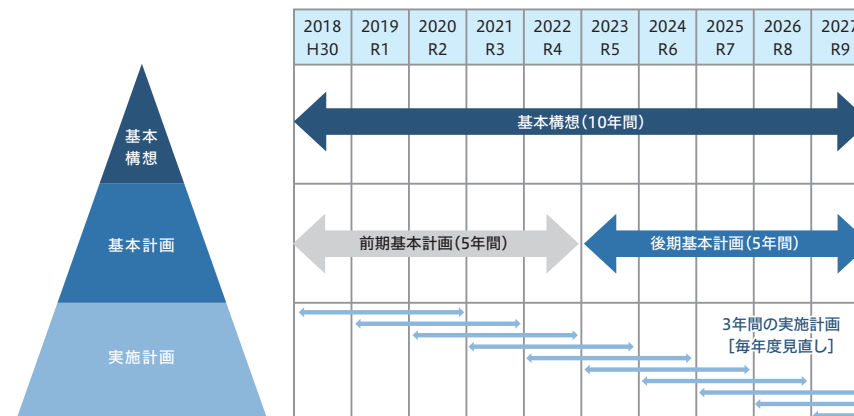 2018 2019 2020 2021 2022 2023 2024 2025 2026 2027
H30 R1 R2 R3 R4 R5 R6 R7 R8 R9
基本
構想
基本構想（10年間）
基本計画
前期基本計画（5年間）
後期基本計画（5年間）
実施計画
3年間の実施計画
［毎年度見直し］